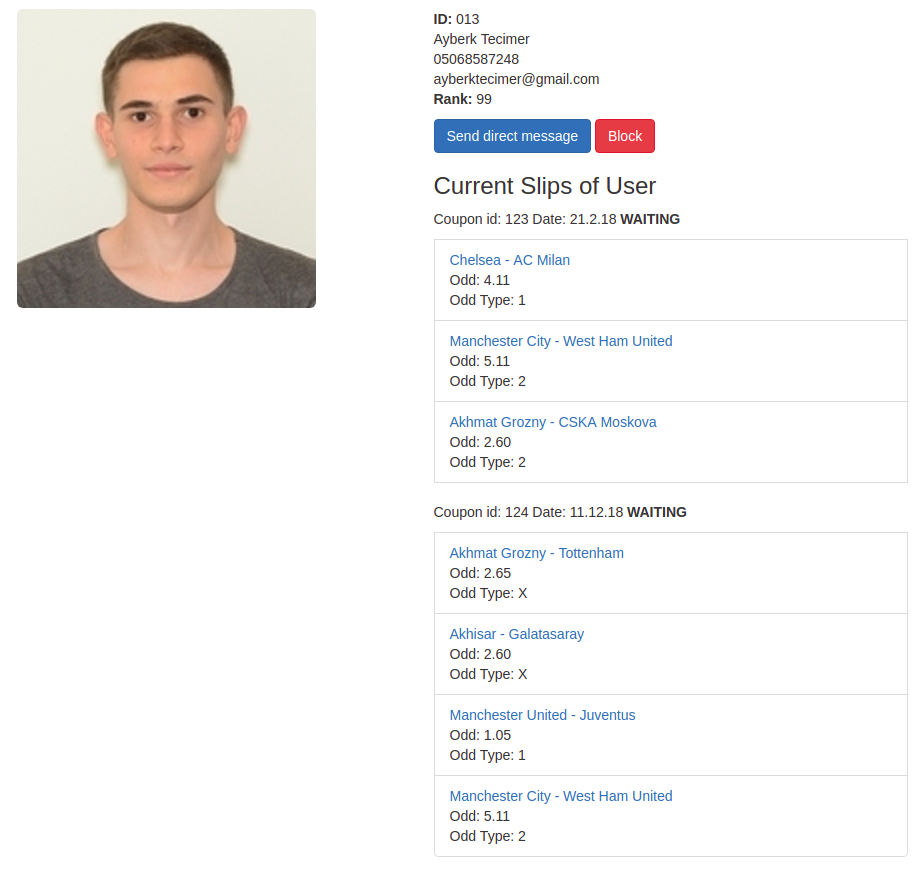 ID: 013
Ayberk Tecimer
05068587248
ayberktecimer@gmail.com
Rank: 99
Send direct message
Block
Current Slips of User
Coupon id: 123 Date: 21.2.18 WAITING
Chelsea - AC Milan
Odd: 4.11
Odd Type: 1
Manchester City - West Ham United
Odd: 5.11
Odd Type: 2
Akhmat Grozny - CSKA Moskova
Odd: 2.60
Odd Type: 2
Coupon id: 124 Date: 11.12.18 WAITING
Akhmat Grozny - Tottenham
Odd: 2.65
Odd Type: X
Akhisar - Galatasaray
Odd: 2.60
Odd Type: X
Manchester United - Juventus
Odd: 1.05
Odd Type: 1
Manchester City - West Ham United
Odd: 5.11
Odd Type: 2